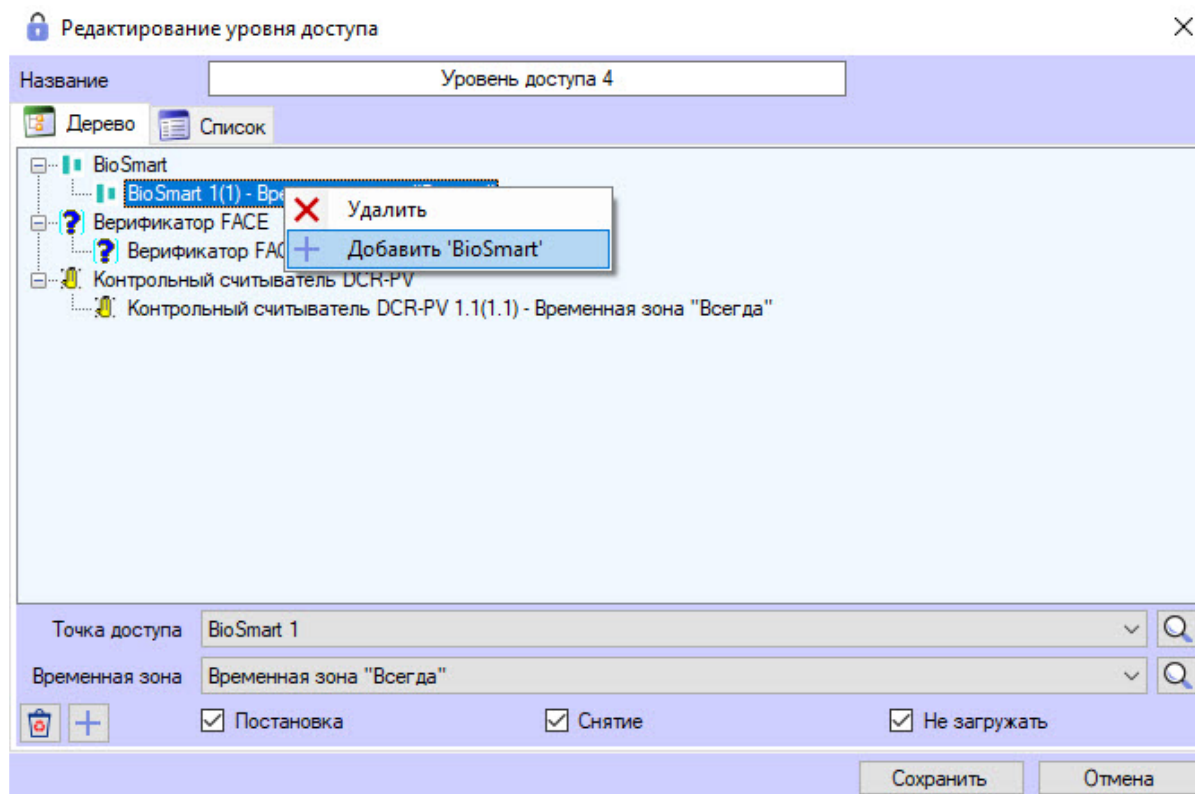 Редактирование уровня доступа
Название Уровень доступа 4
Дерево Список
BioSmart
BioSmart 1(1) -
Удалить
Верификатор FACE
Добавить 'BioSmart'
Верификатор
Контрольный считыватель DCR-PV
Контрольный считыватель DCR-PV 1.1(1.1) - Временная зона "Всегда"
Точка доступа BioSmart 1
Временная зона Временная зона "Всегда"
Постановка Снятие Не загружать
Сохранить Отмена